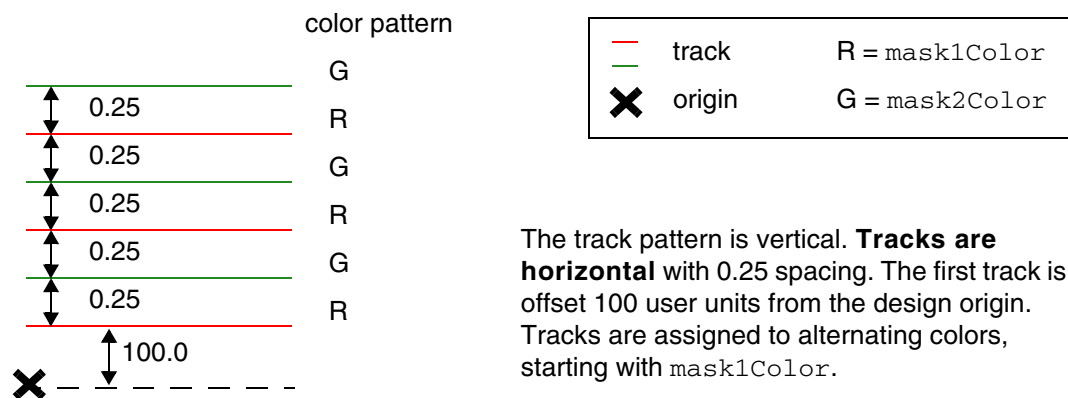 color pattern
G
0.25
R
0.25
G
0.25
R
0.25
G
0.25
R
100.0
track R = mask1Color
origin G = mask2Color
The track pattern is vertical. Tracks are
horizontal with 0.25 spacing. The first track is
offset 100 user units from the design origin.
Tracks are assigned to alternating colors,
starting with mask1Color.